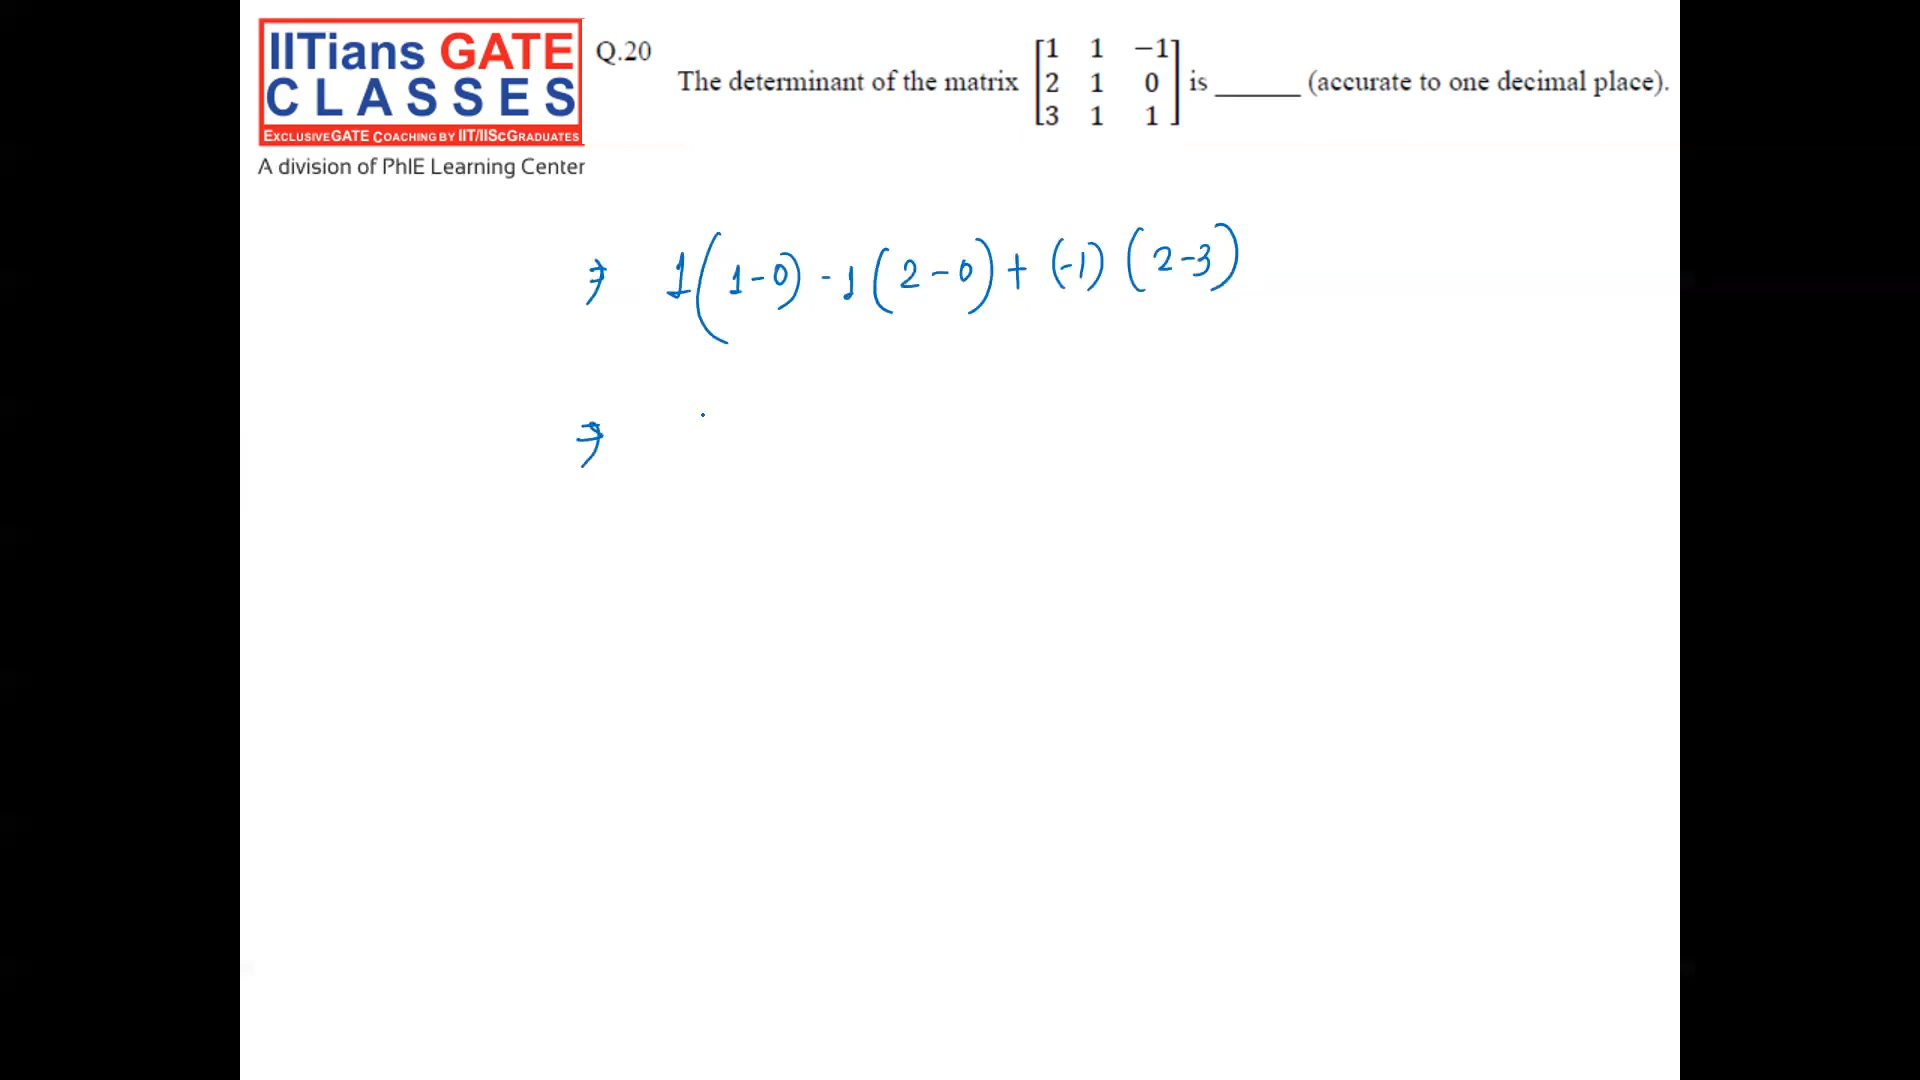 IITians GATE
CLASSES
EXCLUSIVE GATE COACHING BY IIT/IISC GRADUATES
A division of PhIE Learning Center
Q.20
The determinant of the matrix [1 1 −1
2 1 0
3 1 1] is ______ (accurate to one decimal place).
⇒ 1(1-0) - 1(2-0) + (-1) (2-3)
⇒